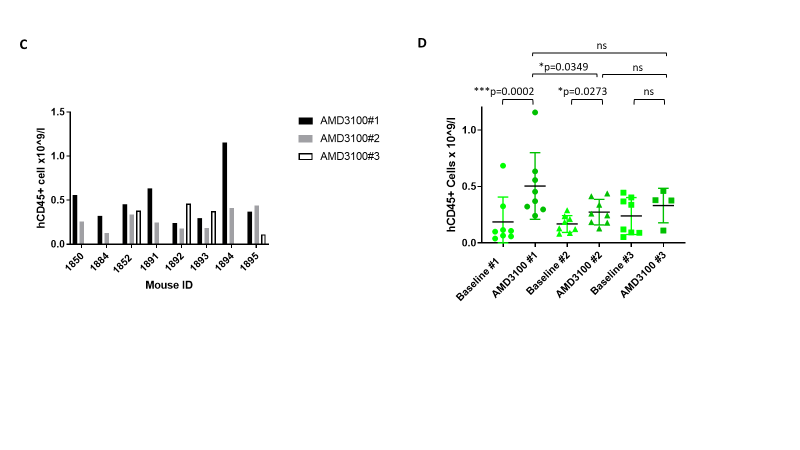 C
hCD45+ cell x10^9/l
1.5
1.0
0.5
0.0
1850
1884
1852
1891
1892
1893
1894
1895
Mouse ID
AMD3100#1
AMD3100#2
AMD3100#3
D
ns
*p=0.0349
ns
***p=0.0002
*p=0.0273
ns
hCD45+ Cells x 10^9/l
1.0
0.5
0.0
Baseline #1
AMD3100 #1
Baseline #2
AMD3100 #2
Baseline #3
AMD3100 #3